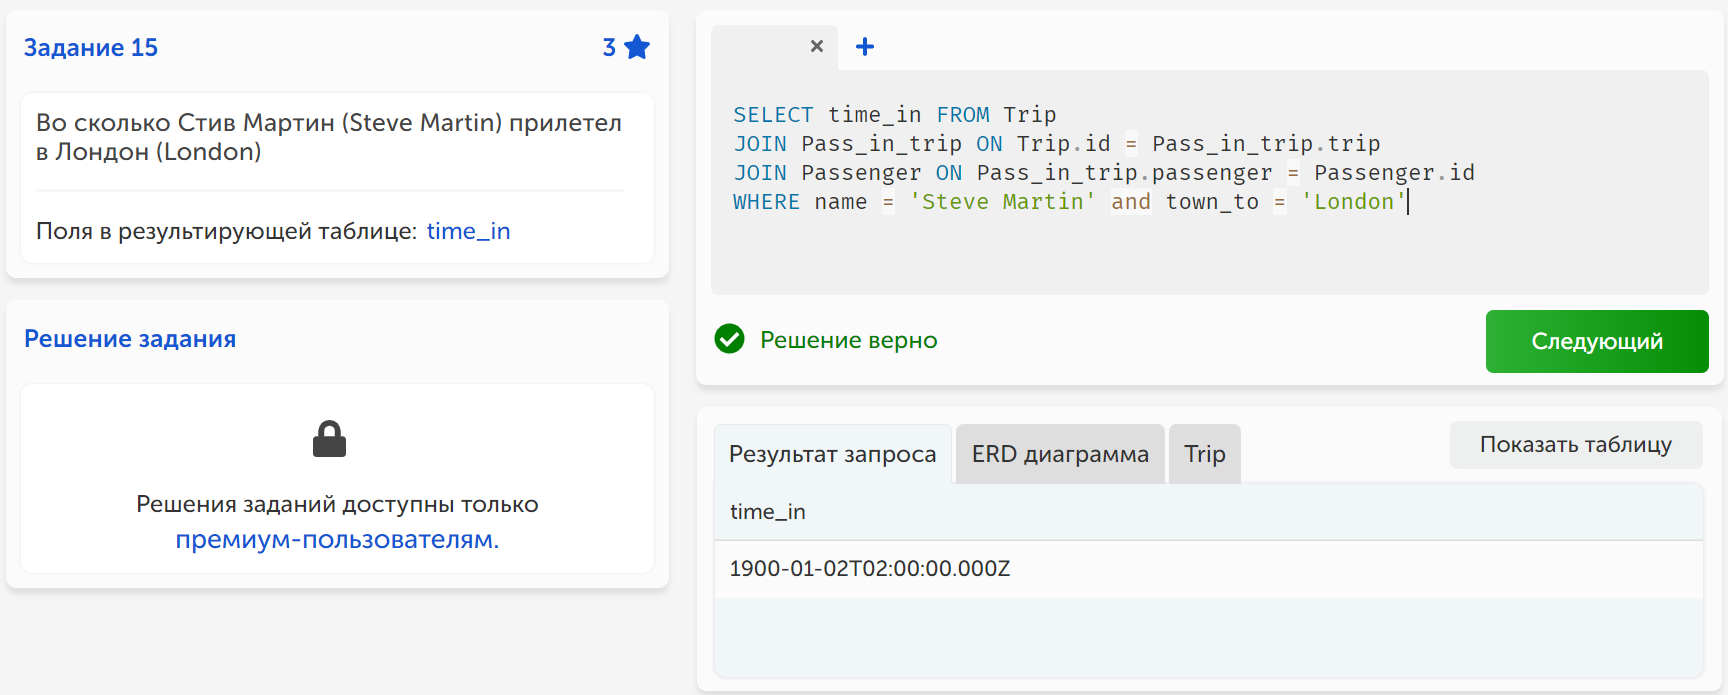 Задание 15
3
Во сколько Стив Мартин (Steve Martin) прилетел
в Лондон (London)
Поля в результирующей таблице: time_in
Решение задания
Решения заданий доступны только
премиум-пользователям.
SELECT time_in FROM Trip
JOIN Pass_in_trip ON Trip.id = Pass_in_trip.trip
JOIN Passenger ON Pass_in_trip.passenger = Passenger.id
WHERE name = 'Steve Martin' and town_to = 'London'
Решение верно
Следующий
Результат запроса
ERD диаграмма
Trip
Показать таблицу
time_in
1900-01-02T02:00:00.000Z